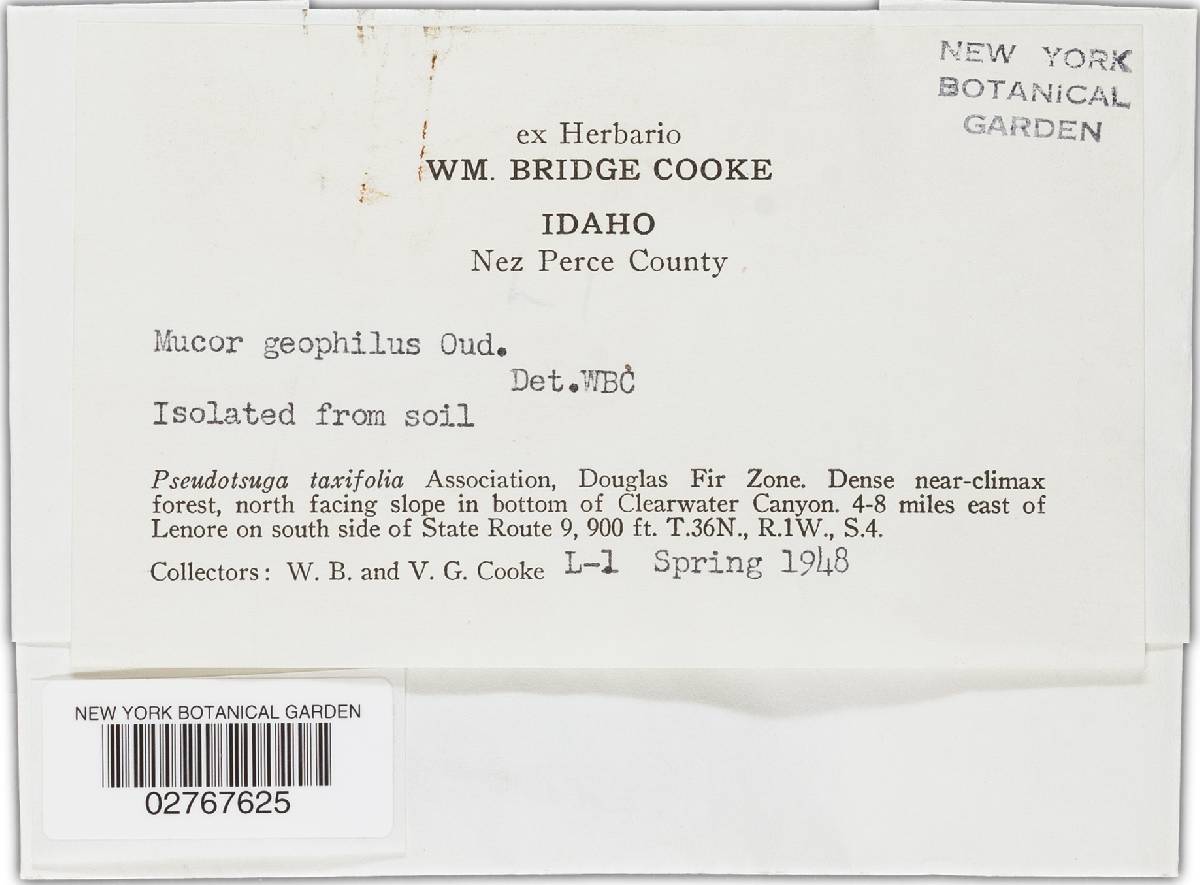 NEW YORK
BOTANICAL
GARDEN
ex Herbario
WM. BRIDGE COOKE
IDAHO
Nez Perce County
Mucor geophilus Oud.
Det.WBC
Isolated from soil
Pseudotsuga taxifolia Association, Douglas Fir Zone. Dense near-climax
forest, north facing slope in bottom of Clearwater Canyon. 4-8 miles east of
Lenore on south side of State Route 9, 900 ft. T.36N., R.1W., S.4.
Collectors: W. B. and V. G. Cooke L-1 Spring 1948
NEW YORK BOTANICAL GARDEN
02767625